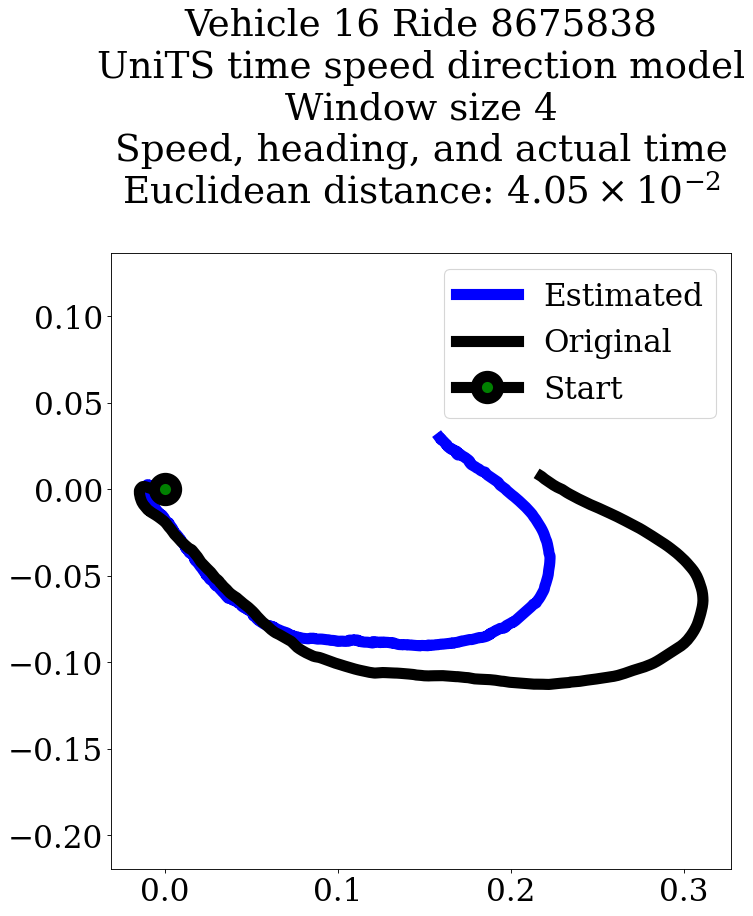 Vehicle 16 Ride 8675838
UniTS time speed direction model
Window size 4
Speed, heading, and actual time
Euclidean distance: 4.05 × 10⁻²
Estimated
Original
Start
0.10
0.05
0.00
−0.05
−0.10
−0.15
−0.20
0.0 0.1 0.2 0.3